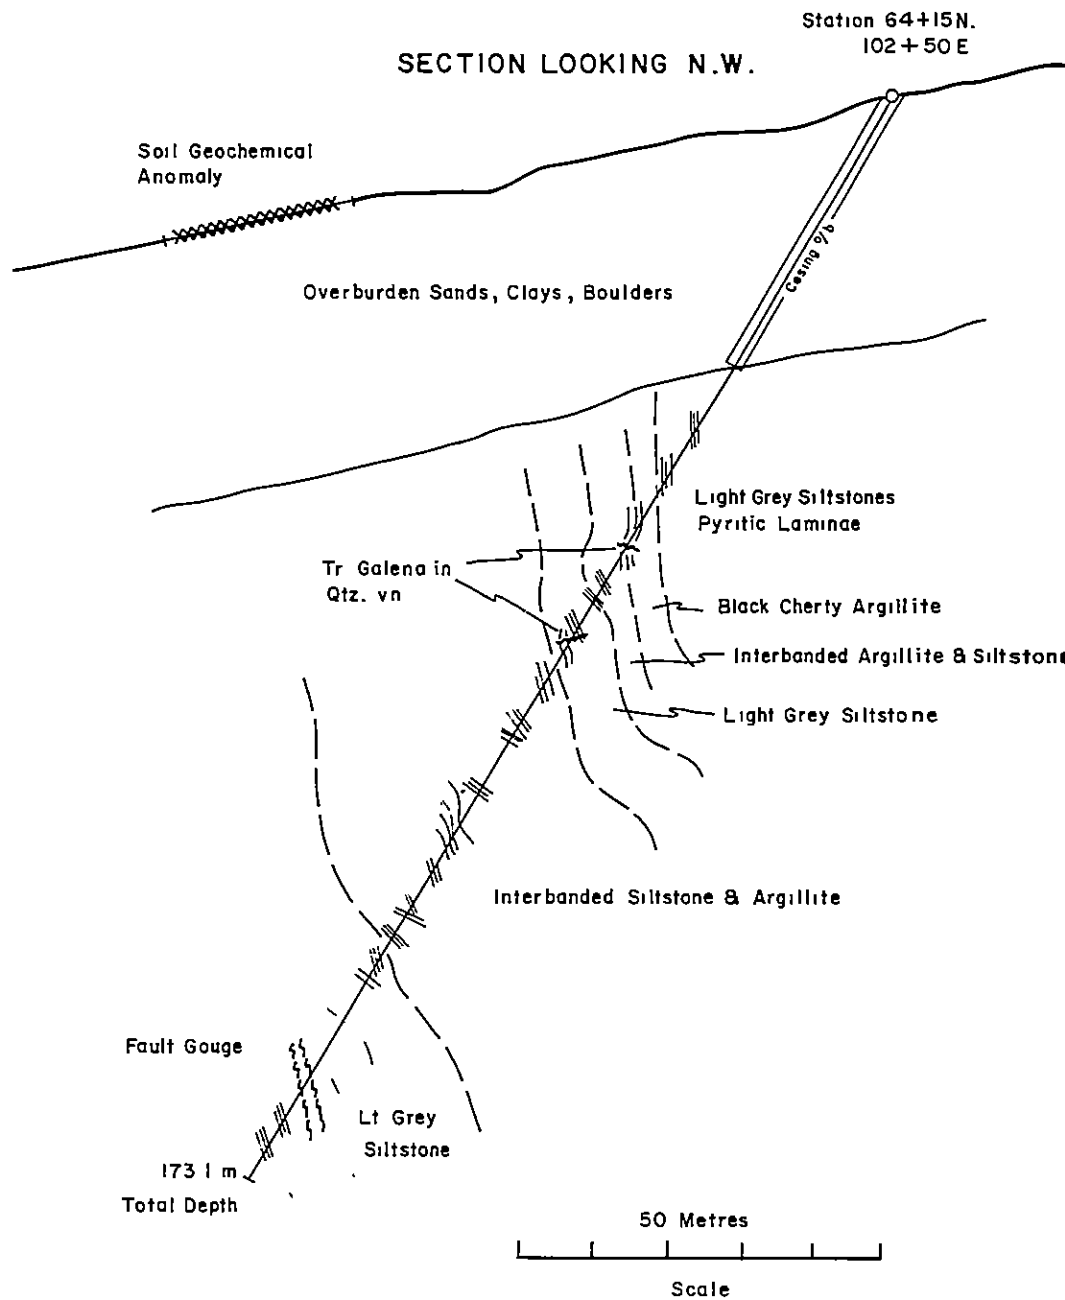 Station 64+15N.
102+50E
SECTION LOOKING N.W.
Soil Geochemical
Anomaly
Casing o/b
Overburden Sands, Clays, Boulders
Light Grey Siltstones
Pyritic Laminae
Tr Galena in
Qtz. vn
Black Cherty Argillite
Interbanded Argillite & Siltstone
Light Grey Siltstone
Interbanded Siltstone & Argillite
Fault Gouge
Lt Grey
Siltstone
173 1 m
Total Depth
50 Metres
Scale